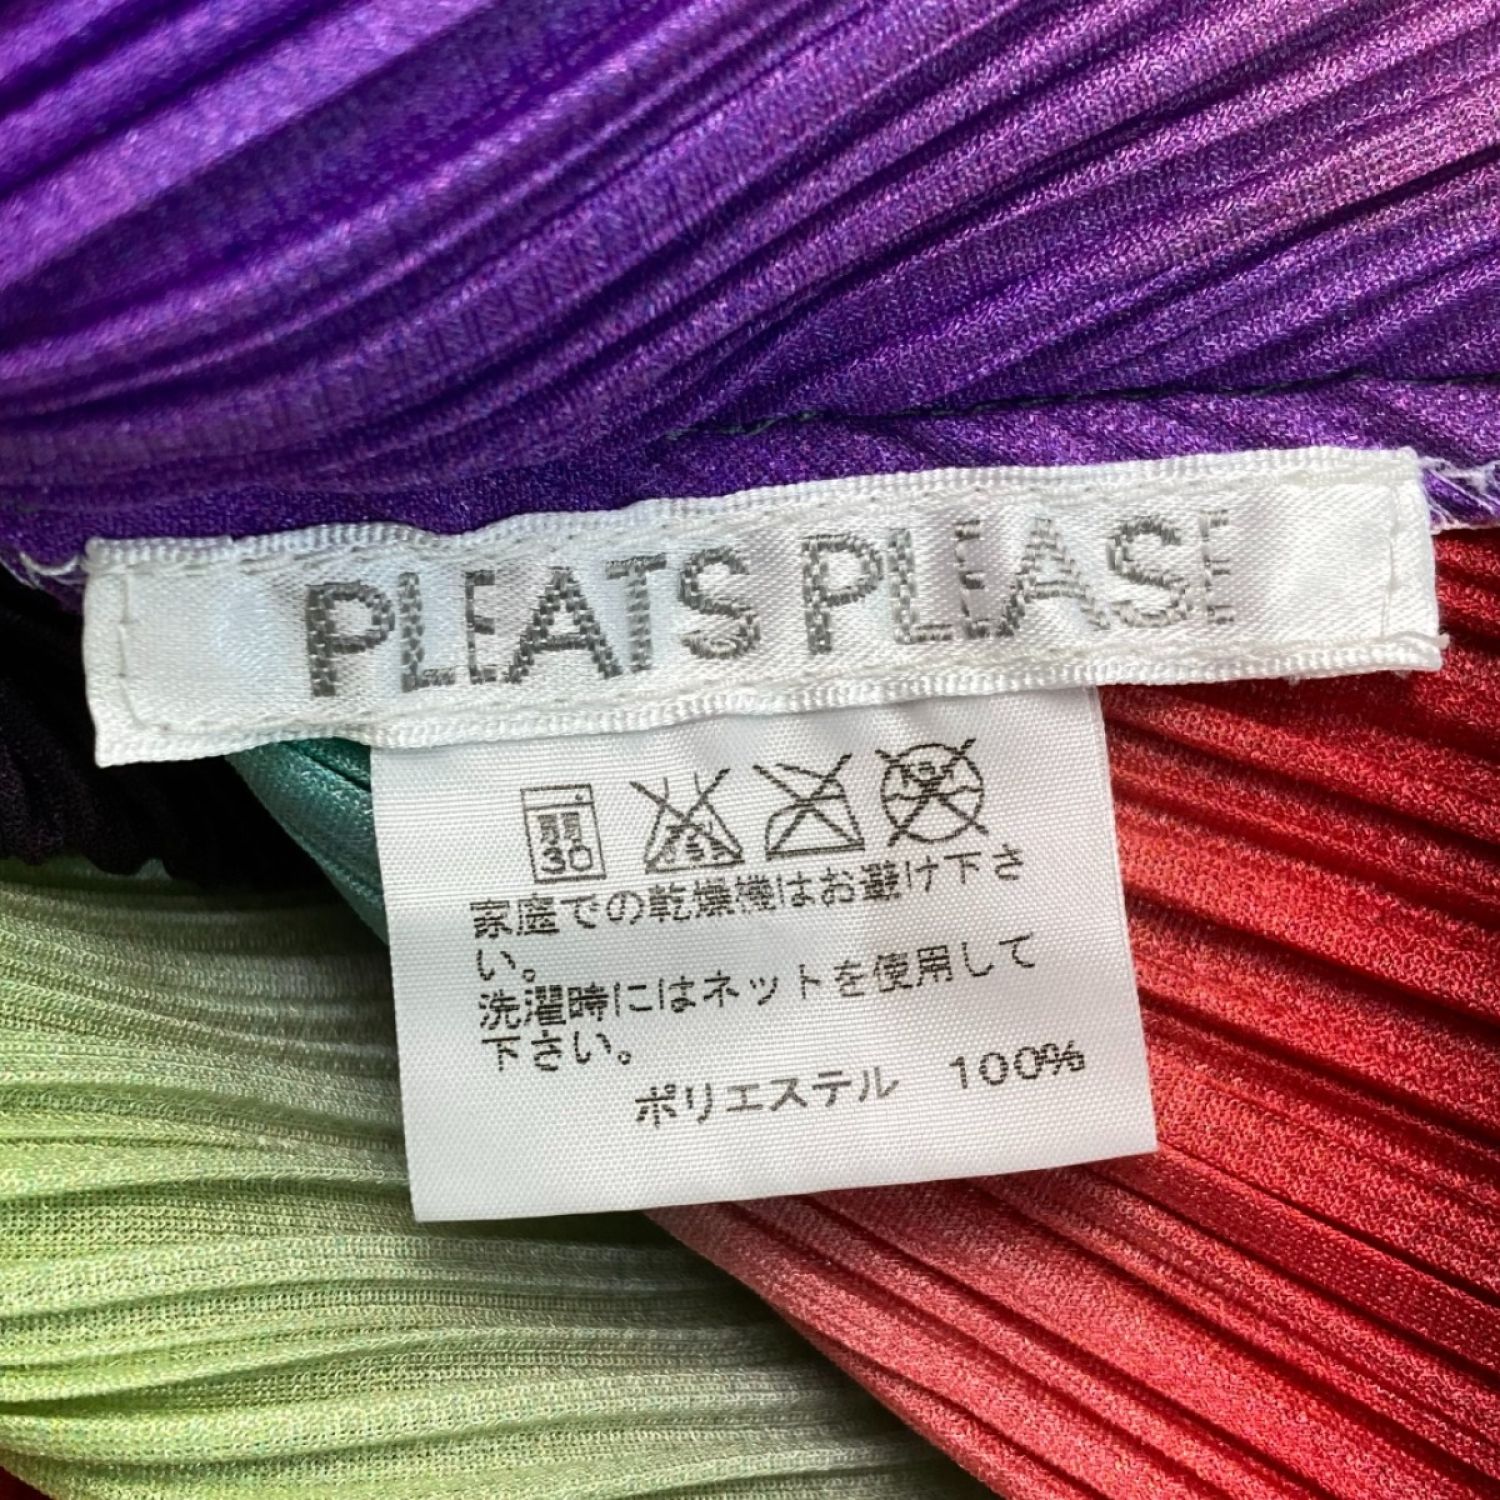 PLEATS PLEASE
弱 30
家庭での乾燥機はお避け下さ
い。
洗濯時にはネットを使用して
下さい。
ポリエステル 100%